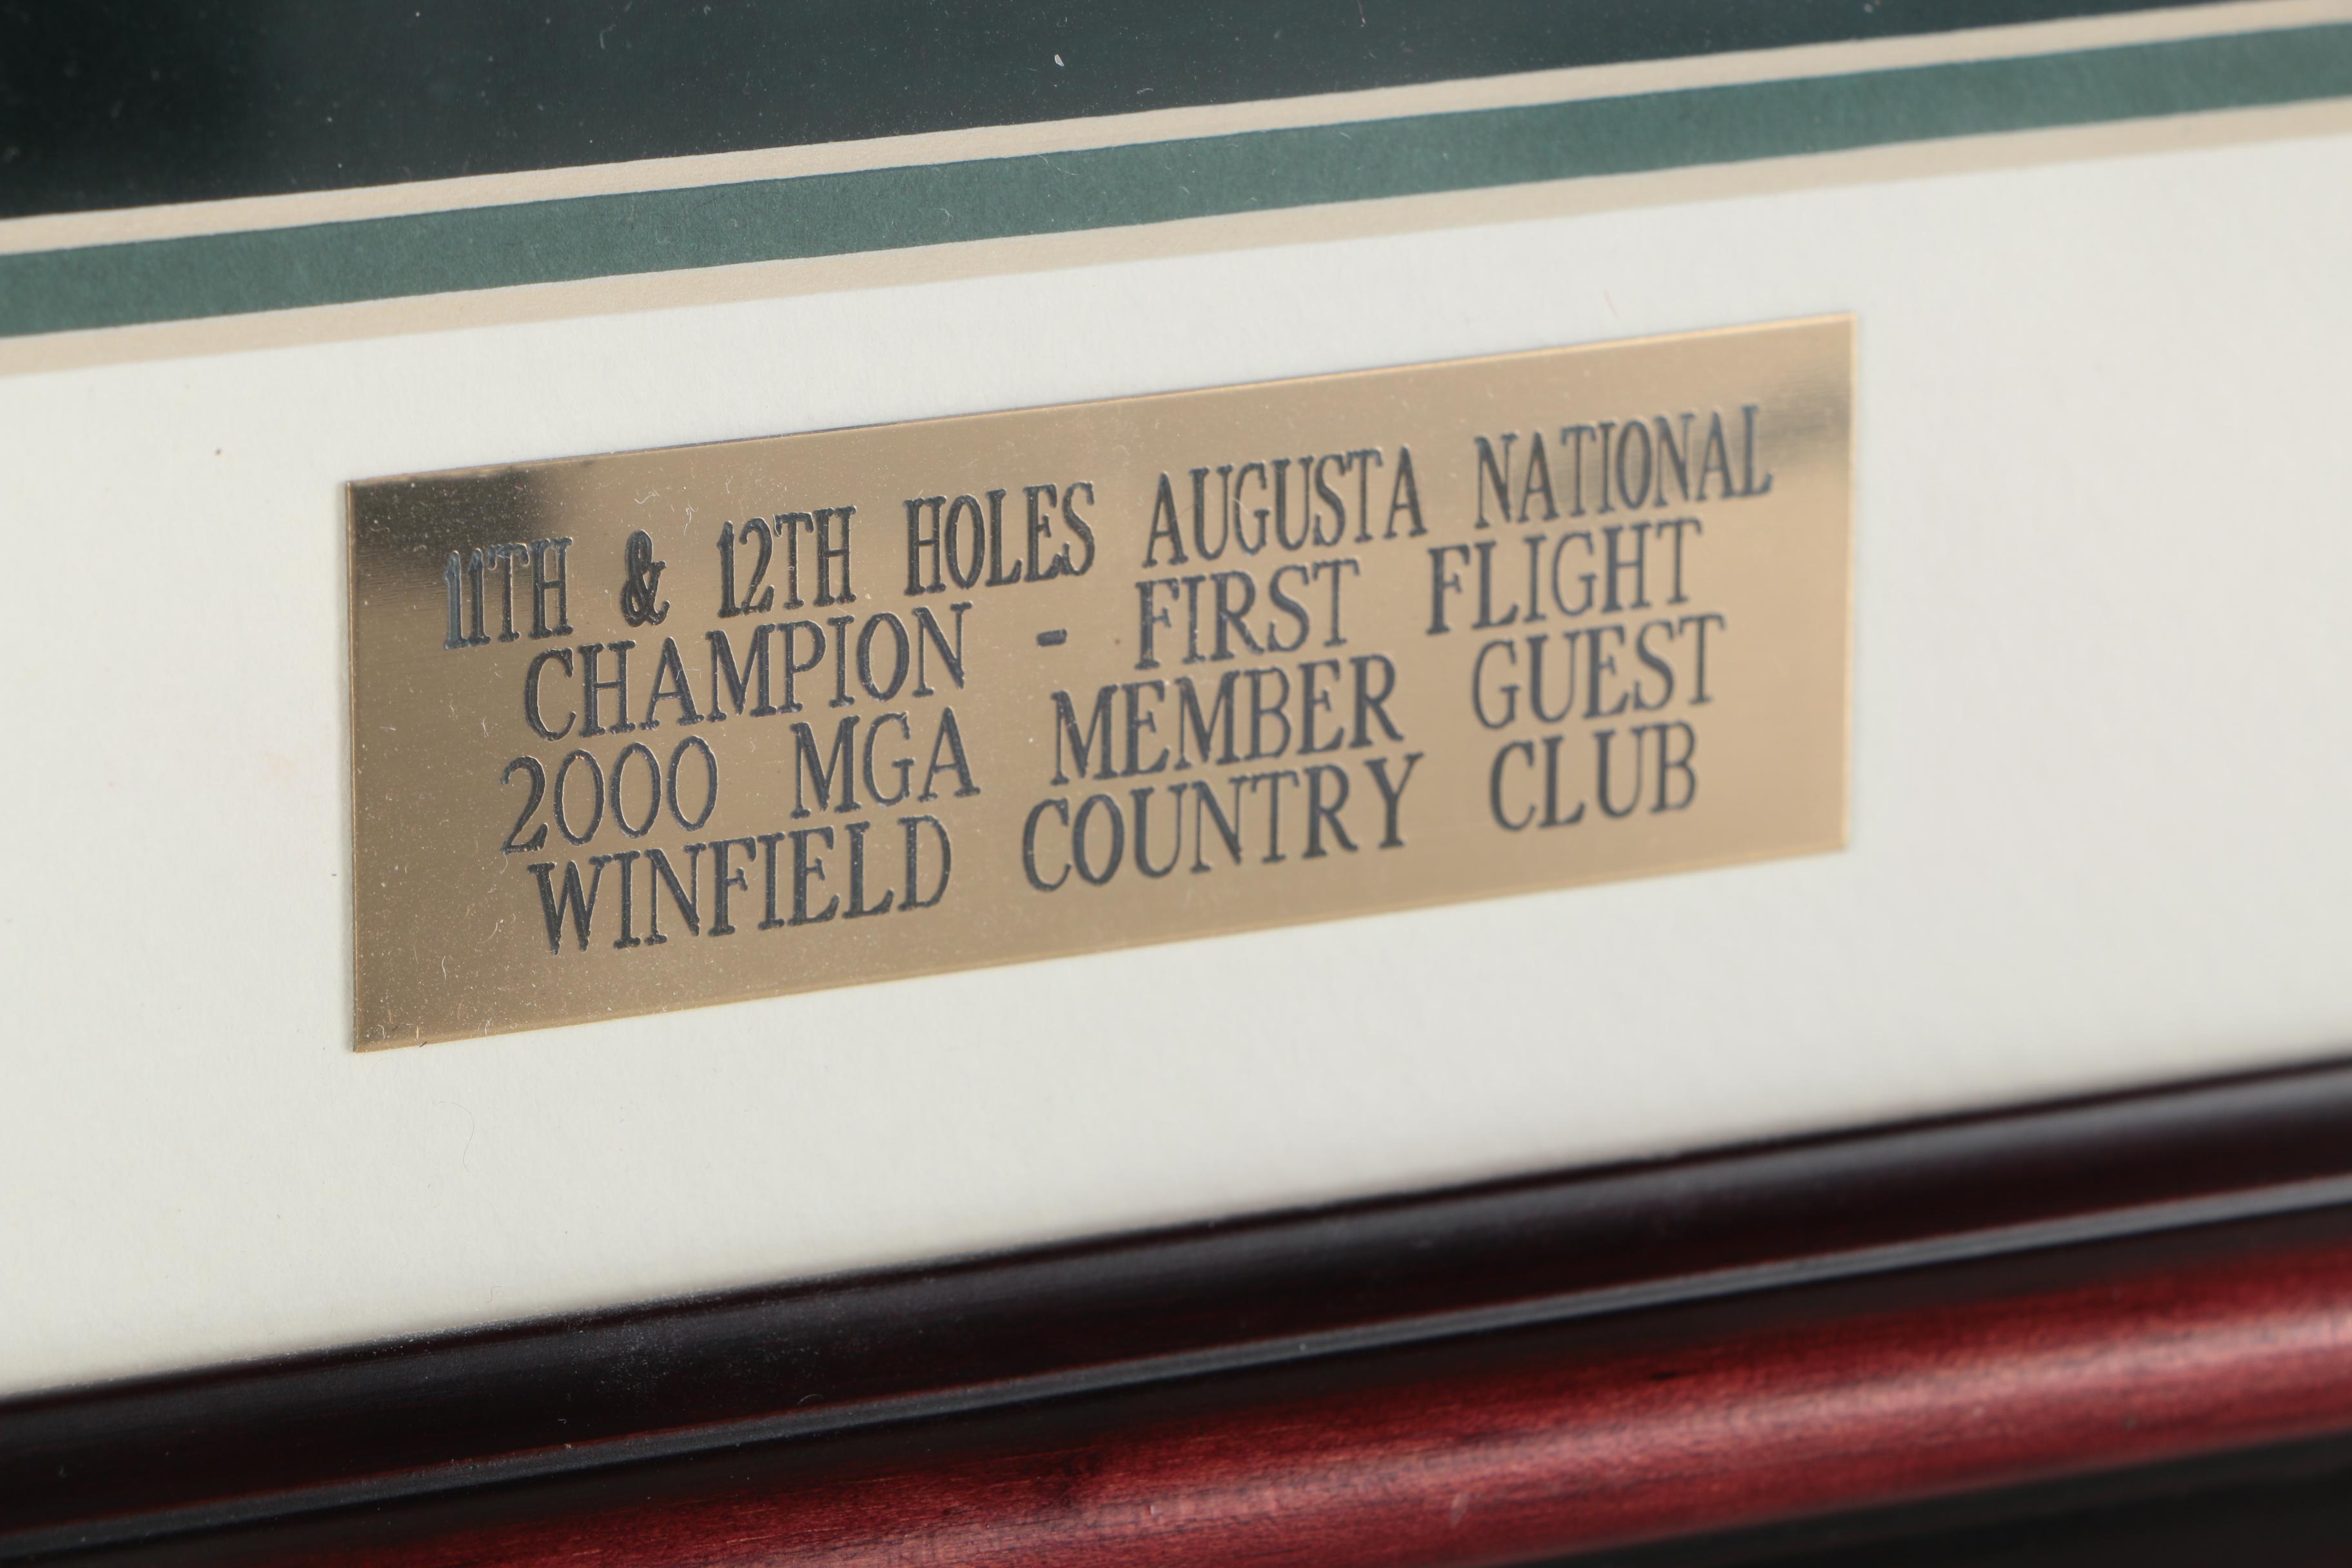 11TH & 12TH HOLES AUGUSTA NATIONAL
CHAMPION - FIRST FLIGHT
2000 MGA MEMBER GUEST
WINFIELD COUNTRY CLUB